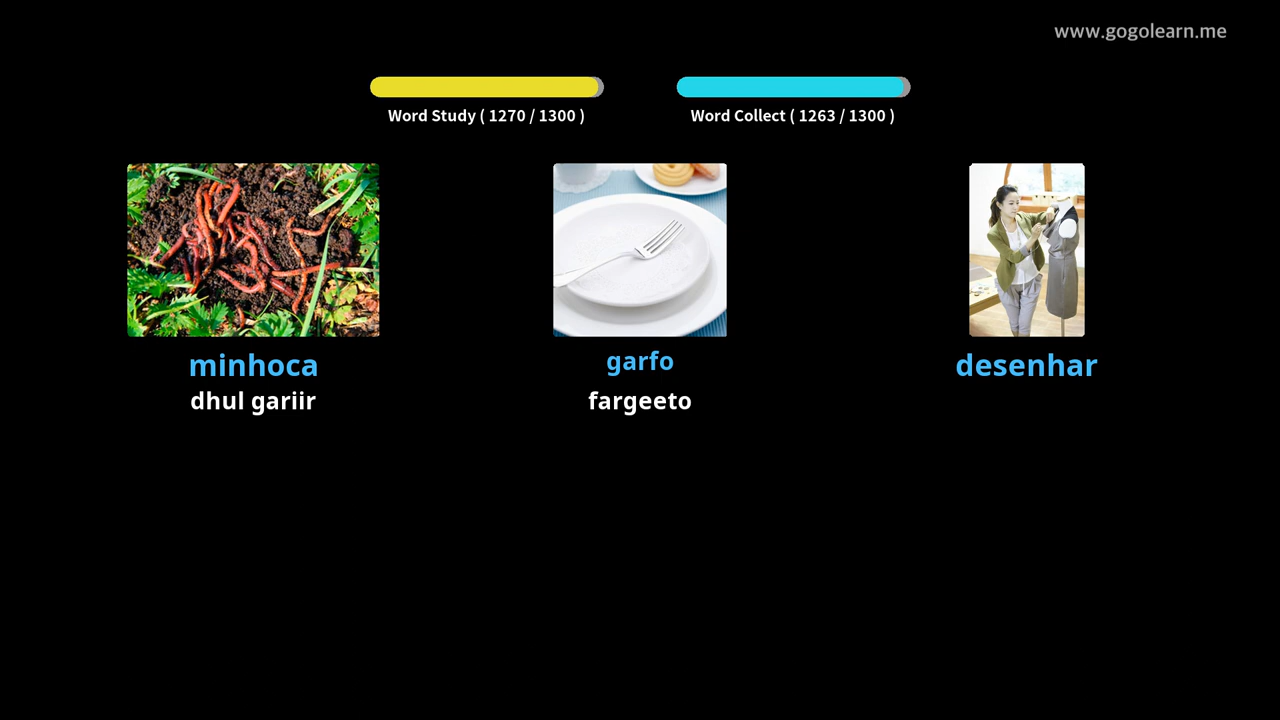 www.gogolearn.me
Word Study ( 1270 / 1300 )
Word Collect ( 1263 / 1300 )
minhoca
garfo
desenhar
dhul gariir
fargeeto